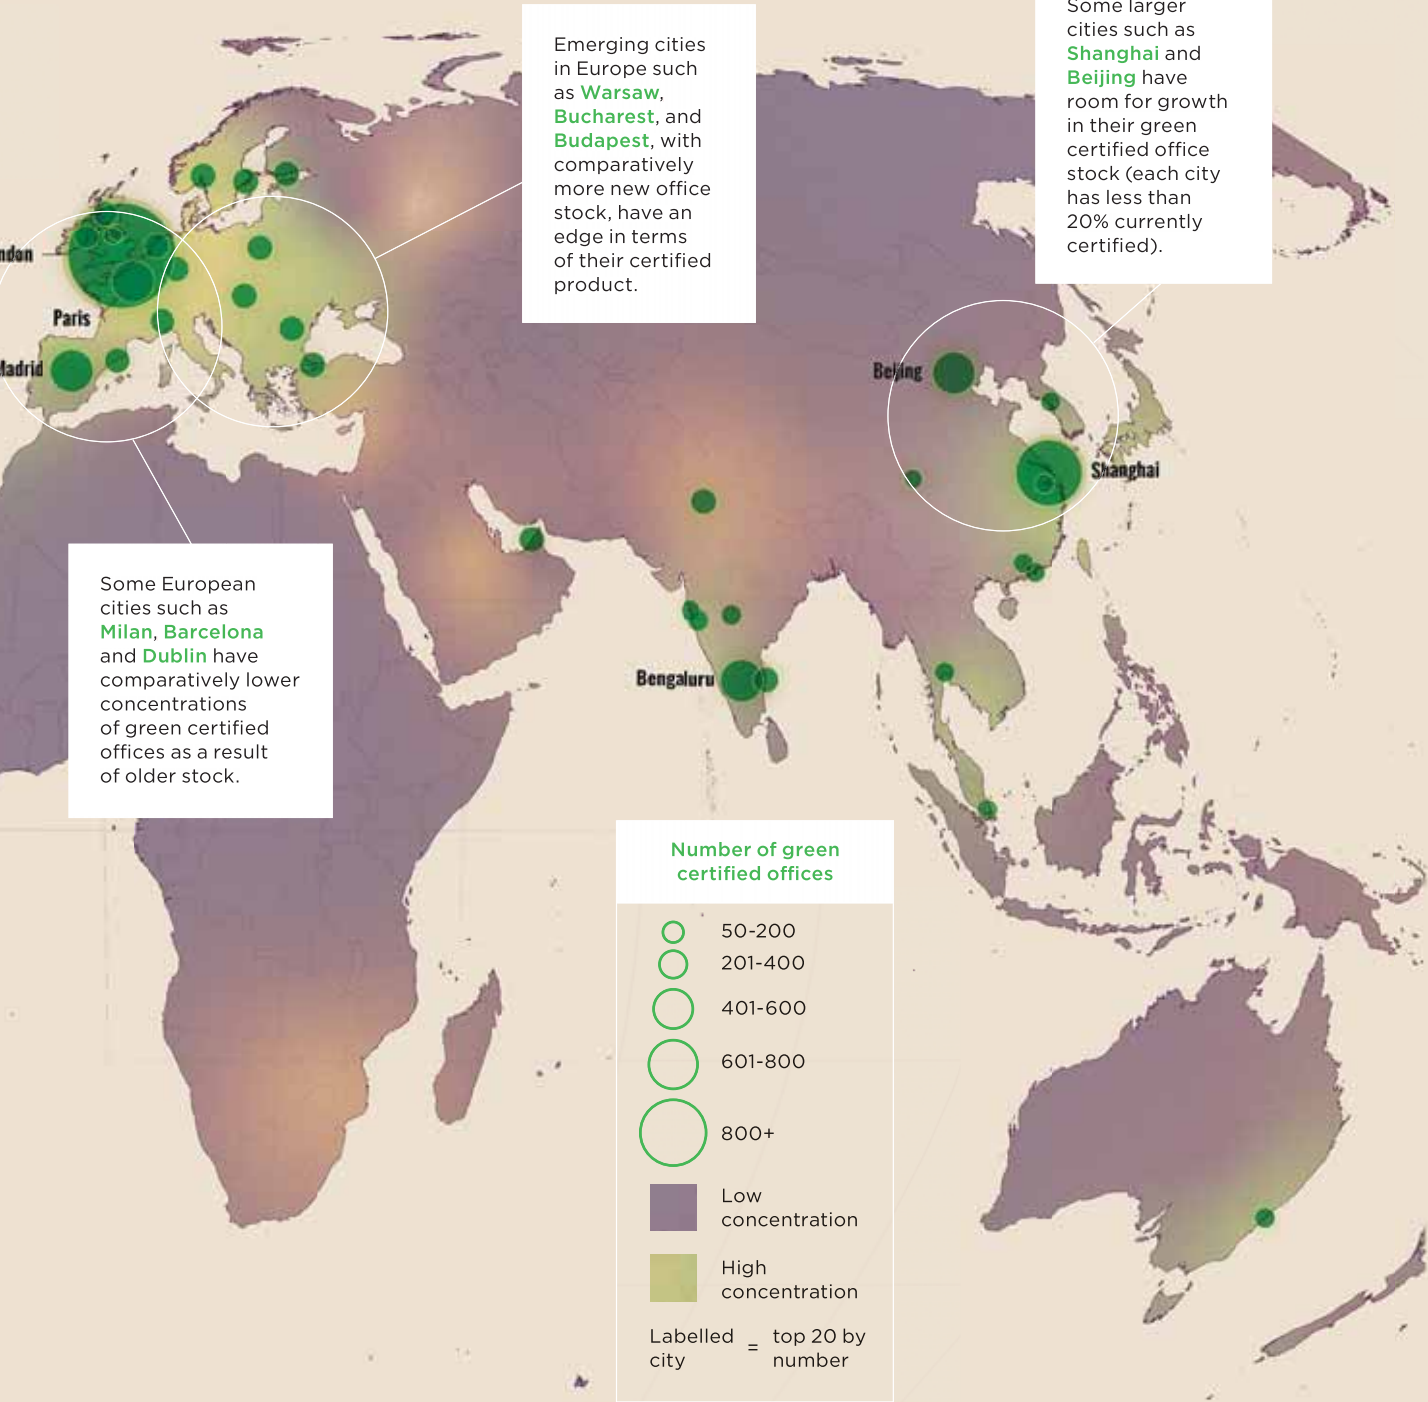 Emerging cities
in Europe such
as Warsaw,
Bucharest, and
Budapest, with
comparatively
more new office
stock, have an
edge in terms
of their certified
product.
Some larger
cities such as
Shanghai and
Beijing have
room for growth
in their green
certified office
stock (each city
has less than
20% currently
certified).
ndon
Paris
Madrid
Beijing
Shanghai
Bengaluru
Some European
cities such as
Milan, Barcelona
and Dublin have
comparatively lower
concentrations
of green certified
offices as a result
of older stock.
Number of green
certified offices
50-200
201-400
401-600
601-800
800+
Low
concentration
High
concentration
Labelled
city
=
top 20 by
number